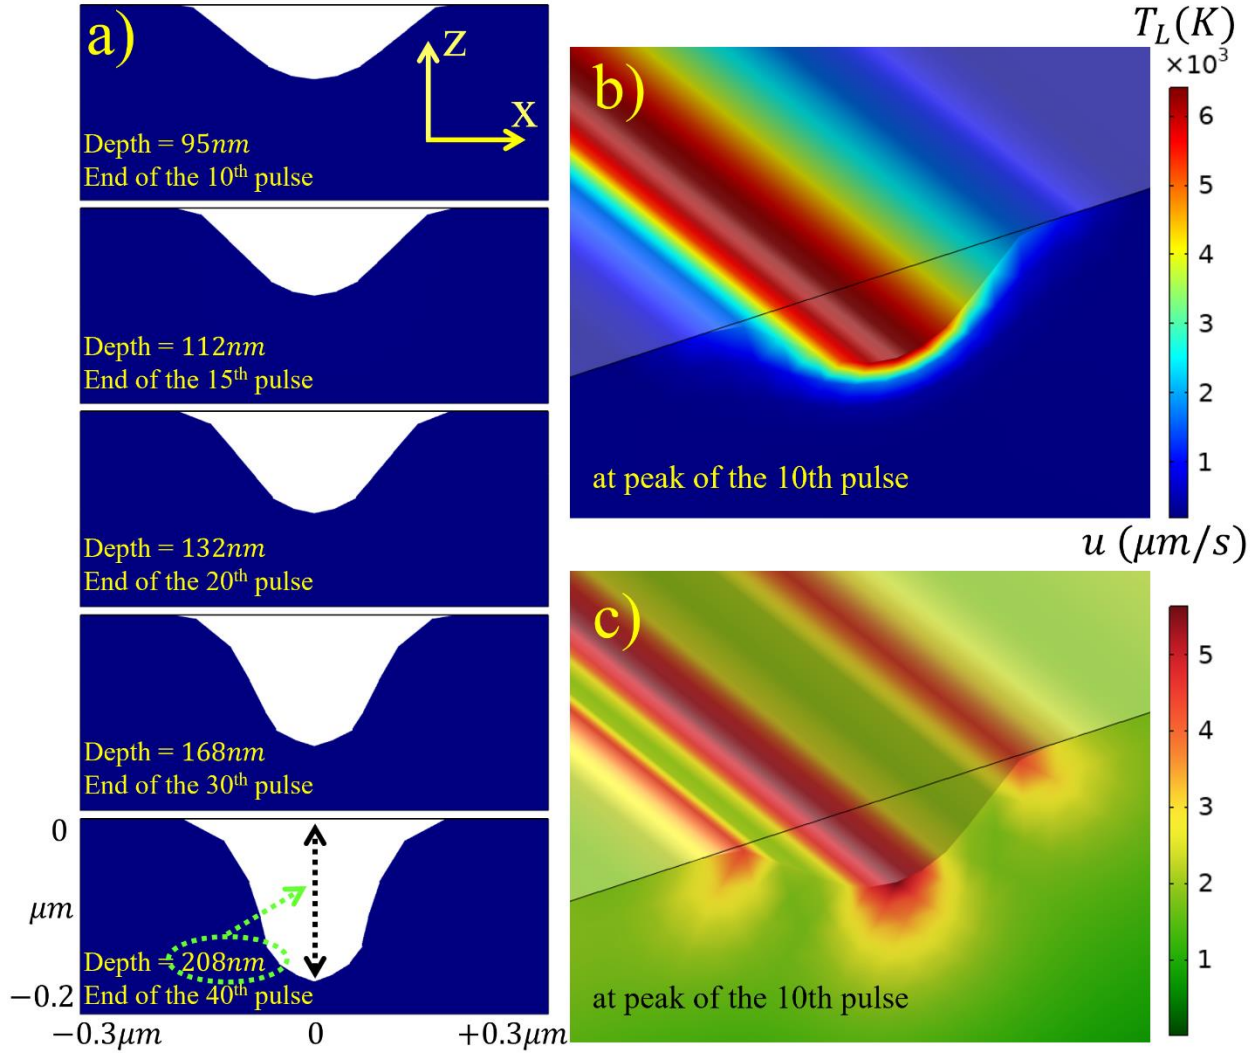 a)
z
x
Depth = 95nm
End of the 10th pulse
Depth = 112nm
End of the 15th pulse
Depth = 132nm
End of the 20th pulse
Depth = 168nm
End of the 30th pulse
0
μm
Depth = 208nm
End of the 40th pulse
−0.2
−0.3μm 0 +0.3μm
T_L(K)
×10³
b)
6
5
4
3
2
1
at peak of the 10th pulse
u (μm/s)
c)
5
4
3
2
1
at peak of the 10th pulse